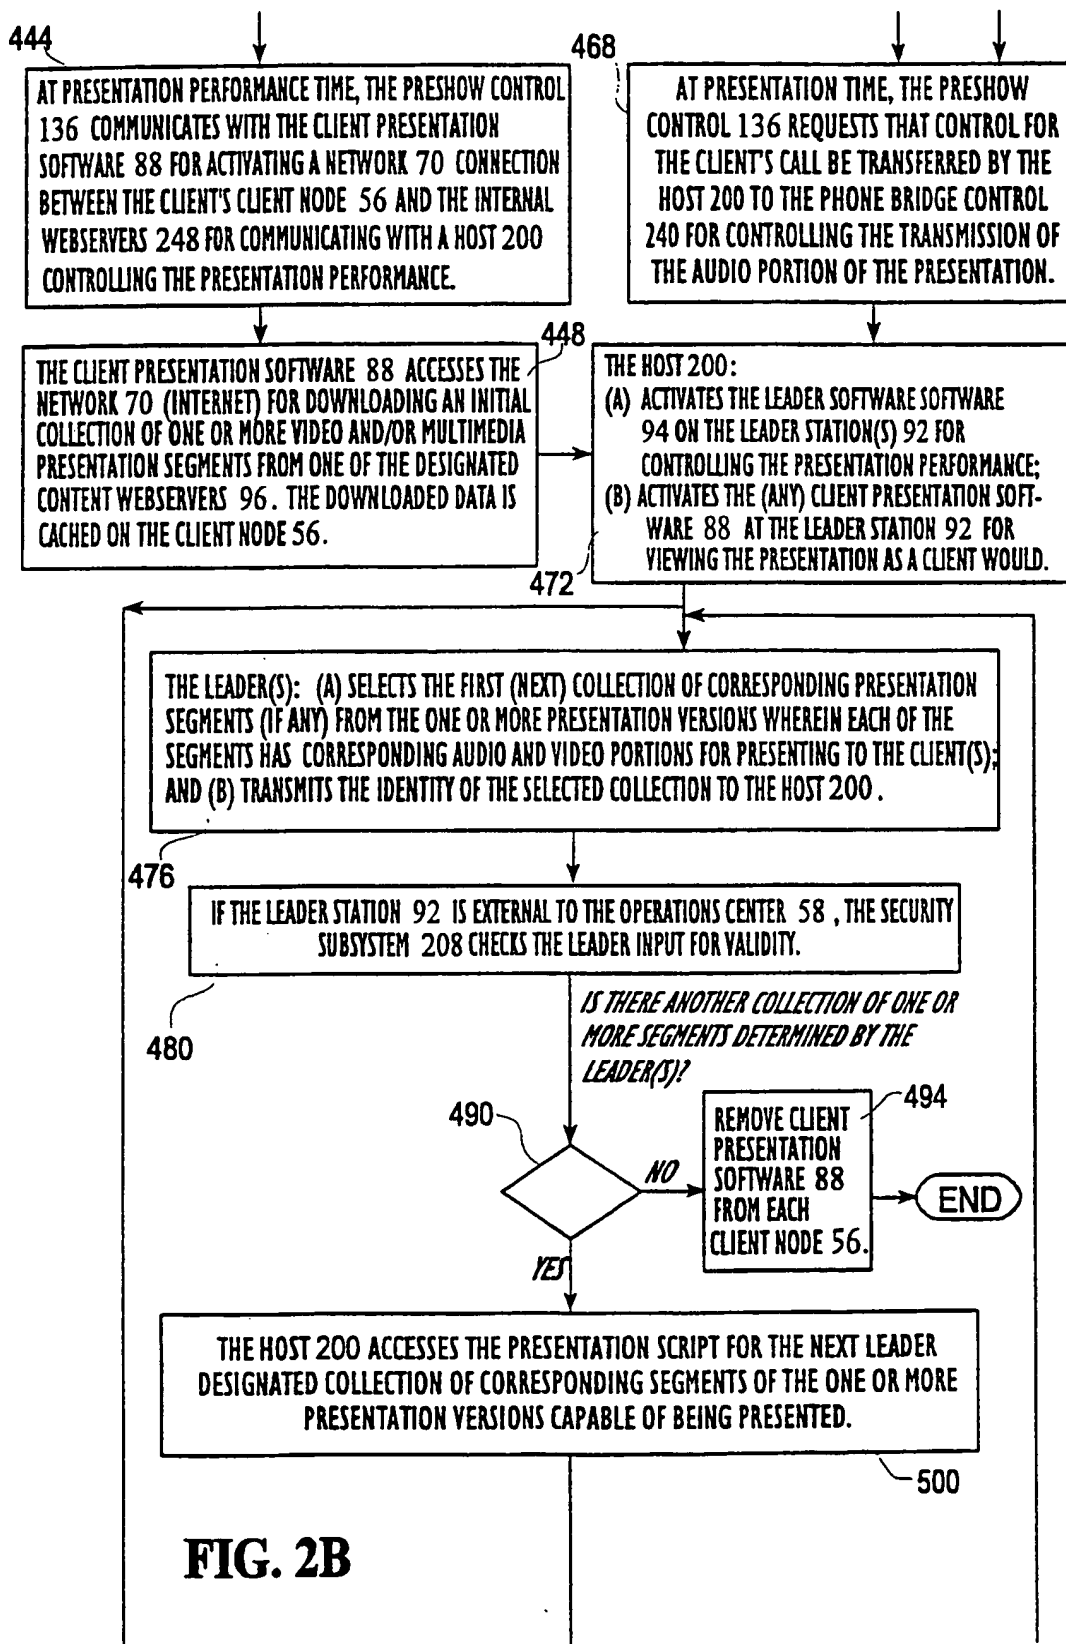 444
AT PRESENTATION PERFORMANCE TIME, THE PRESHOW CONTROL
136 COMMUNICATES WITH THE CLIENT PRESENTATION
SOFTWARE 88 FOR ACTIVATING A NETWORK 70 CONNECTION
BETWEEN THE CLIENT'S CLIENT NODE 56 AND THE INTERNAL
WEBSERVERS 248 FOR COMMUNICATING WITH A HOST 200
CONTROLLING THE PRESENTATION PERFORMANCE.
468
AT PRESENTATION TIME, THE PRESHOW
CONTROL 136 REQUESTS THAT CONTROL FOR
THE CLIENT'S CALL BE TRANSFERRED BY THE
HOST 200 TO THE PHONE BRIDGE CONTROL
240 FOR CONTROLLING THE TRANSMISSION OF
THE AUDIO PORTION OF THE PRESENTATION.
448
THE CLIENT PRESENTATION SOFTWARE 88 ACCESSES THE
NETWORK 70 (INTERNET) FOR DOWNLOADING AN INITIAL
COLLECTION OF ONE OR MORE VIDEO AND/OR MULTIMEDIA
PRESENTATION SEGMENTS FROM ONE OF THE DESIGNATED
CONTENT WEBSERVERS 96. THE DOWNLOADED DATA IS
CACHED ON THE CLIENT NODE 56.
THE HOST 200:
(A) ACTIVATES THE LEADER SOFTWARE SOFTWARE
94 ON THE LEADER STATION(S) 92 FOR
CONTROLLING THE PRESENTATION PERFORMANCE;
(B) ACTIVATES THE (ANY) CLIENT PRESENTATION SOFT-
WARE 88 AT THE LEADER STATION 92 FOR
VIEWING THE PRESENTATION AS A CLIENT WOULD.
472
THE LEADER(S): (A) SELECTS THE FIRST (NEXT) COLLECTION OF CORRESPONDING PRESENTATION
SEGMENTS (IF ANY) FROM THE ONE OR MORE PRESENTATION VERSIONS WHEREIN EACH OF THE
SEGMENTS HAS CORRESPONDING AUDIO AND VIDEO PORTIONS FOR PRESENTING TO THE CLIENT(S);
AND (B) TRANSMITS THE IDENTITY OF THE SELECTED COLLECTION TO THE HOST 200.
476
IF THE LEADER STATION 92 IS EXTERNAL TO THE OPERATIONS CENTER 58, THE SECURITY
SUBSYSTEM 208 CHECKS THE LEADER INPUT FOR VALIDITY.
480
IS THERE ANOTHER COLLECTION OF ONE OR
MORE SEGMENTS DETERMINED BY THE
LEADER(S)?
490
NO
494
REMOVE CLIENT
PRESENTATION
SOFTWARE 88
FROM EACH
CLIENT NODE 56.
END
YES
THE HOST 200 ACCESSES THE PRESENTATION SCRIPT FOR THE NEXT LEADER
DESIGNATED COLLECTION OF CORRESPONDING SEGMENTS OF THE ONE OR MORE
PRESENTATION VERSIONS CAPABLE OF BEING PRESENTED.
500
FIG. 2B